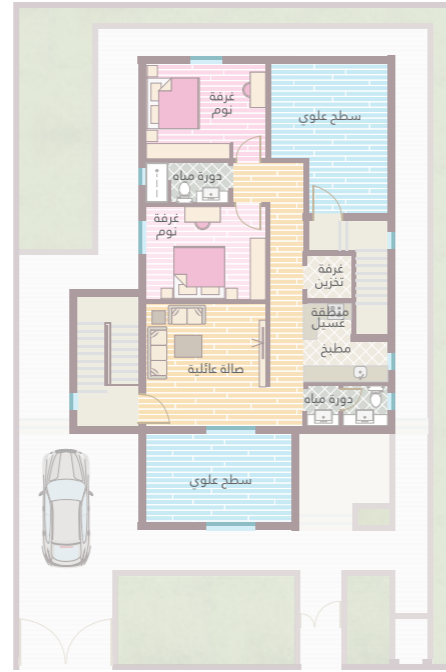 غرفة
نوم
سطح علوي
دورة مياه
غرفة
نوم
غرفة
تخزين
منطقة
غسيل
مطبخ
صالة عائلية
دورة مياه
سطح علوي